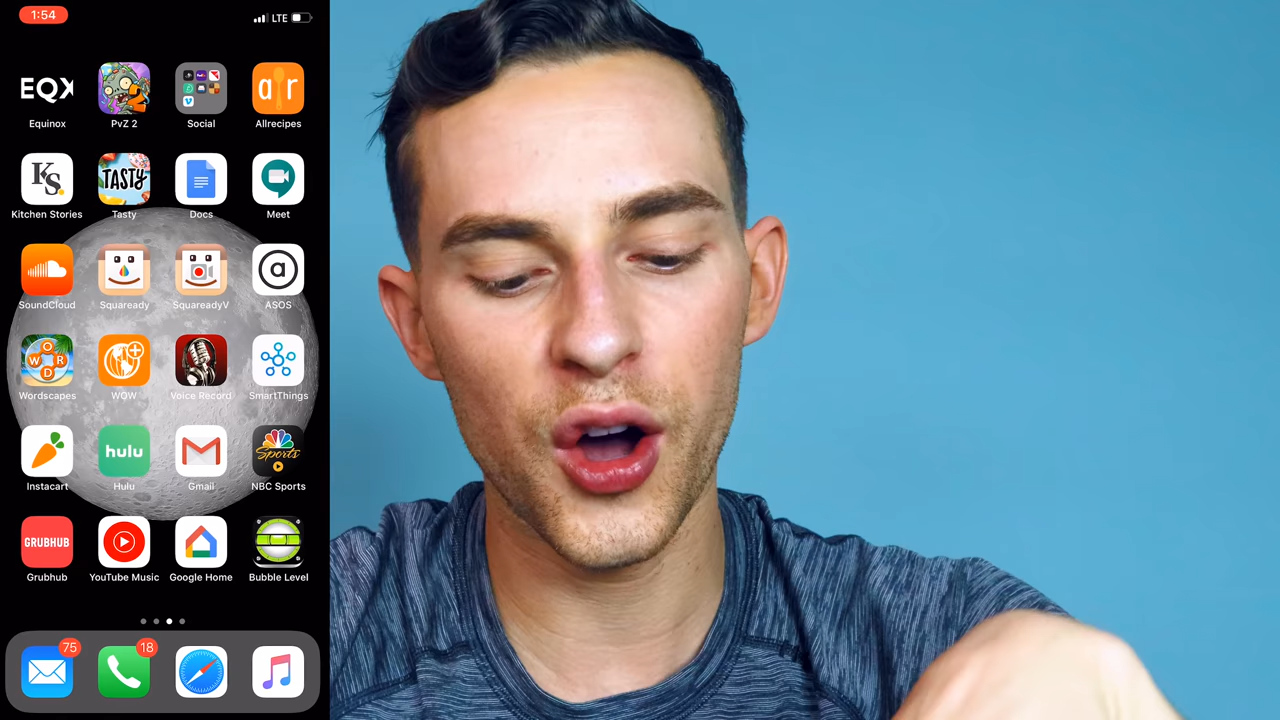 1:54 LTE
EQX
a r
Equinox PvZ 2 Social Allrecipes
KS TASTY
Kitchen Stories Tasty Docs Meet
a
SoundCloud Squaready SquareadyV ASOS
WORD
Wordscapes WOW Voice Record SmartThings
hulu Sports
Instacart Hulu Gmail NBC Sports
GRUBHUB
Grubhub YouTube Music Google Home Bubble Level
75 18